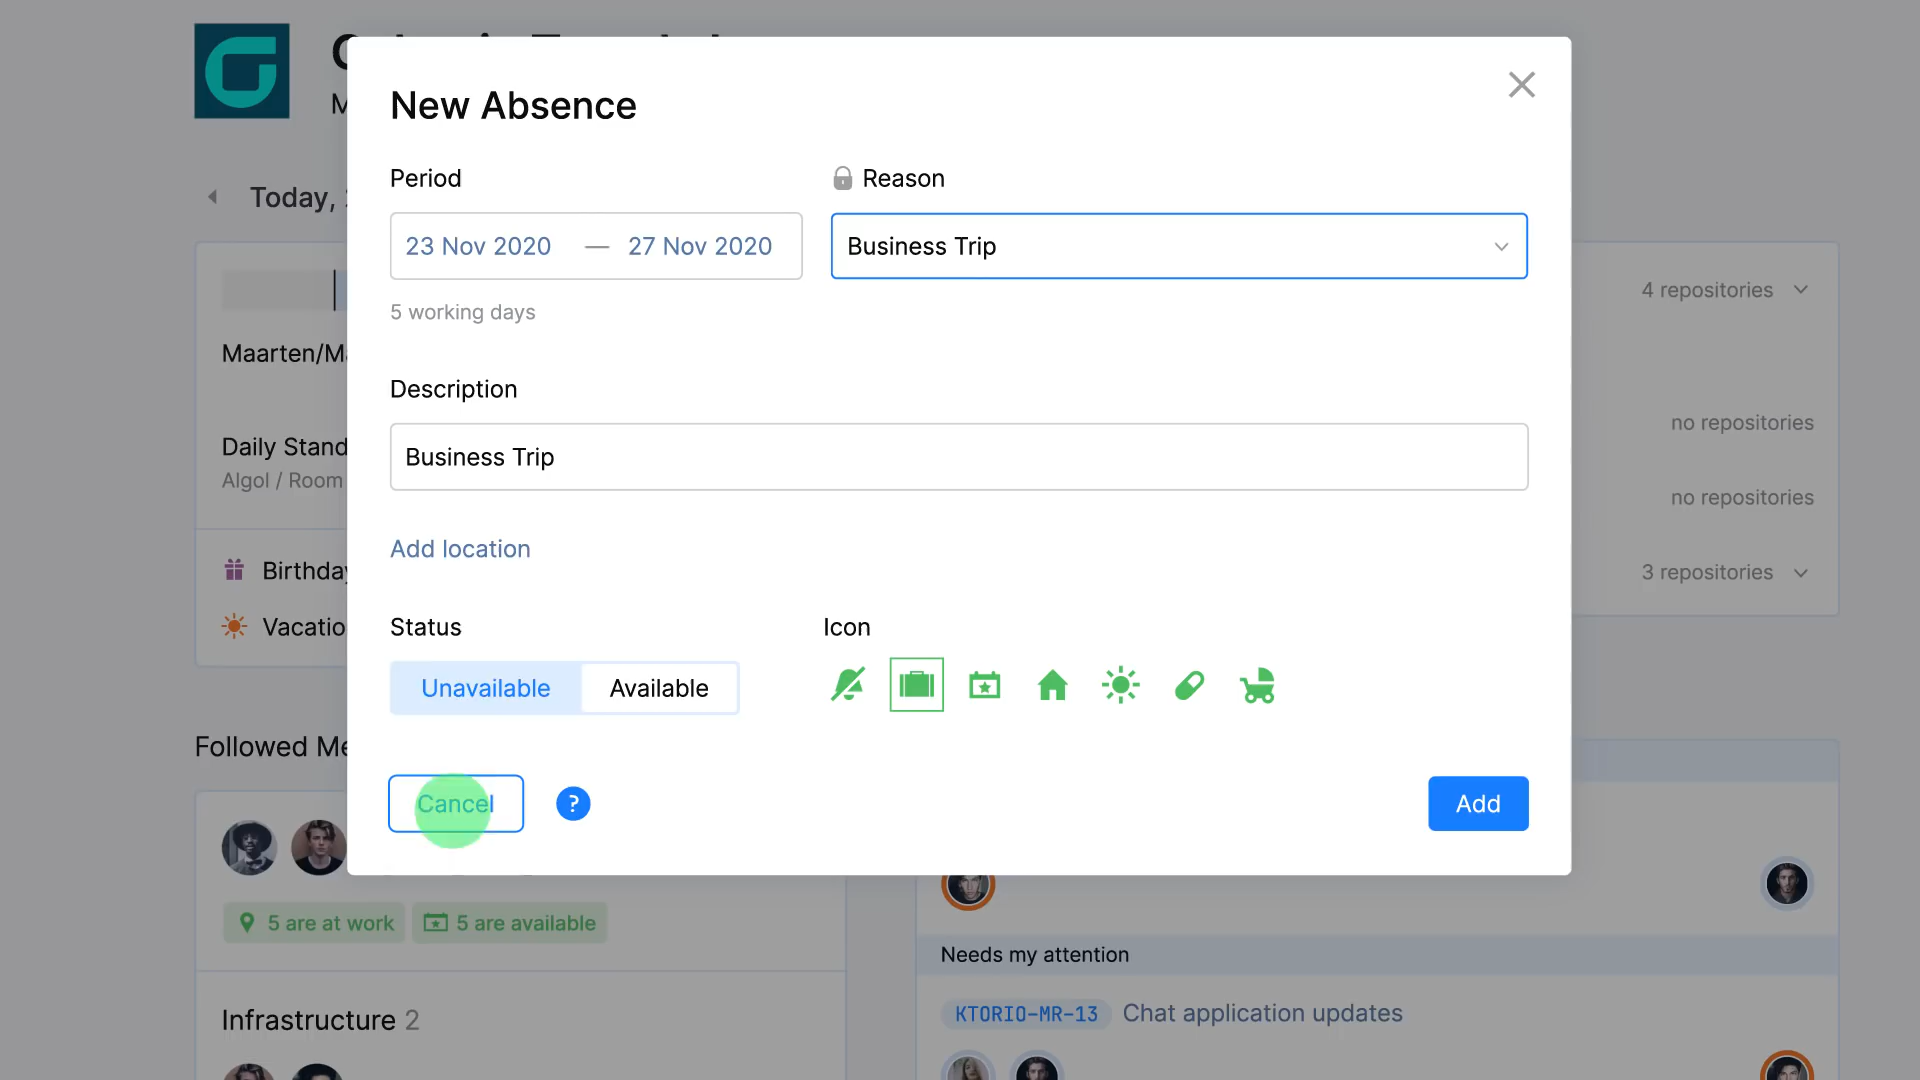 New Absence
Period
Reason
23 Nov 2020 — 27 Nov 2020
Business Trip
5 working days
Description
Business Trip
Add location
Status
Icon
Unavailable
Available
Cancel
?
Add
Today,
Maarten/Ma
Daily Stand
Algol / Room
Birthday
Vacatio
4 repositories
no repositories
no repositories
3 repositories
Followed Me
5 are at work
5 are available
Infrastructure 2
Needs my attention
KTORIO-MR-13 Chat application updates